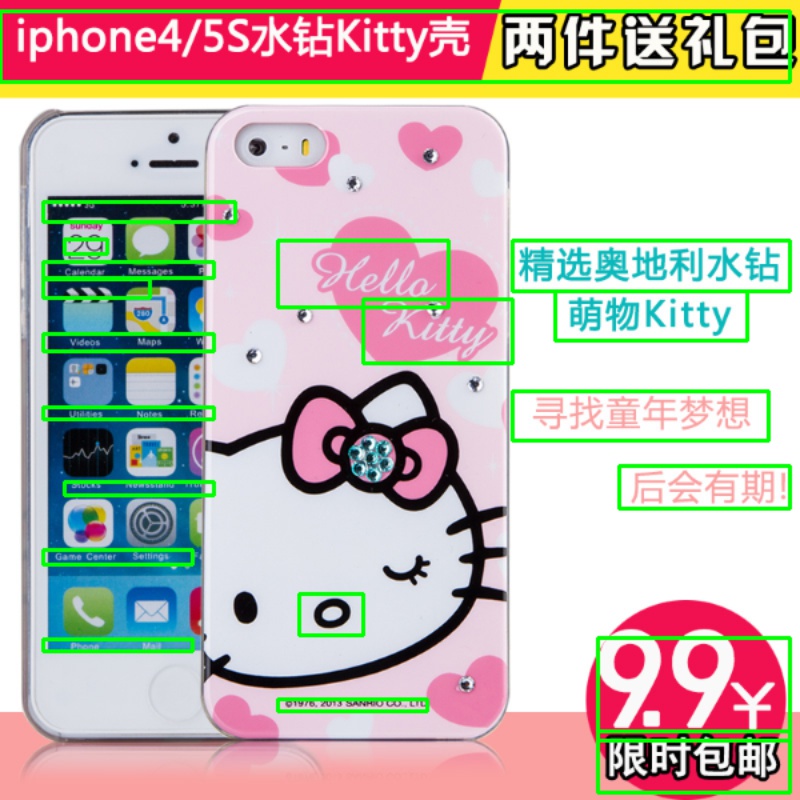 iphone4/5S水钻Kitty壳
两件送礼包
3G
Sunday
29
Calendar
Messages
Videos
Maps
Utilities
Notes
Stocks
Newsstand
Game Center
Settings
Phone
Mail
Hello
Kitty
精选奥地利水钻
萌物Kitty
寻找童年梦想
后会有期!
©1976, 2013 SANRIO CO., LTD.
9.9¥
限时包邮